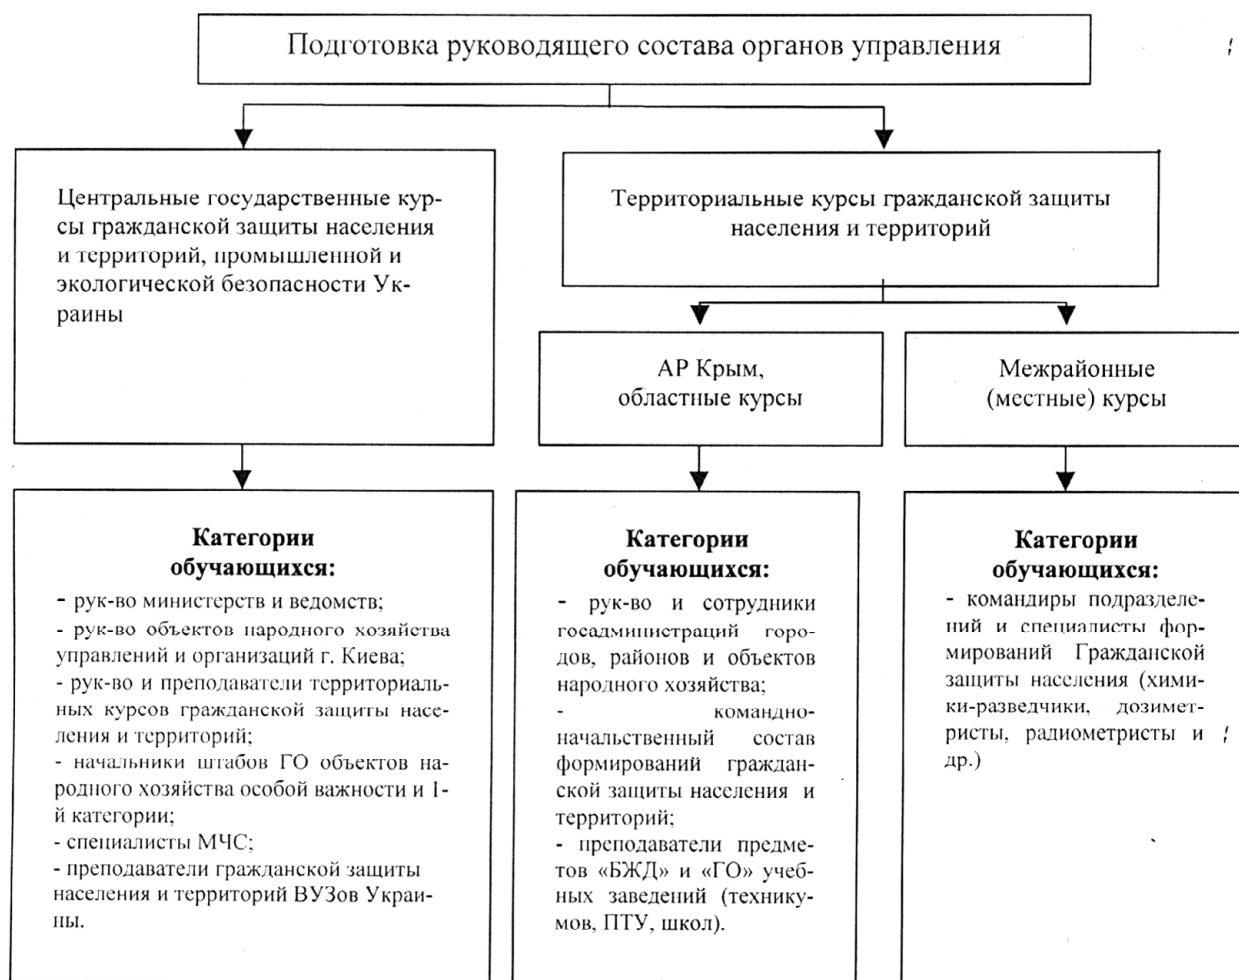 Подготовка руководящего состава органов управления
Центральные государственные кур-
сы гражданской защиты населения
и территорий, промышленной и
экологической безопасности Ук-
раины
Территориальные курсы гражданской защиты
населения и территорий
АР Крым,
областные курсы
Межрайонные
(местные) курсы
Категории
обучающихся:
- рук-во министерств и ведомств;
- рук-во объектов народного хозяйства
управлений и организаций г. Киева;
- рук-во и преподаватели территориаль-
ных курсов гражданской защиты насе-
ления и территорий;
- начальники штабов ГО объектов на-
родного хозяйства особой важности и 1-
й категории;
- специалисты МЧС;
- преподаватели гражданской защиты
населения и территорий ВУЗов Украи-
ны.
Категории
обучающихся:
- рук-во и сотрудники
госадминистраций горо-
дов, районов и объектов
народного хозяйства;
- командно-
начальственный состав
формирований граждан-
ской защиты населения и
территорий;
- преподаватели предме-
тов «БЖД» и «ГО» учеб-
ных заведений (технику-
мов, ПТУ, школ).
Категории
обучающихся:
- командиры подразделе-
ний и специалисты фор-
мирований Гражданской
защиты населения (хими-
ки-разведчики, дозимет-
ристы, радиометристы и
др.)